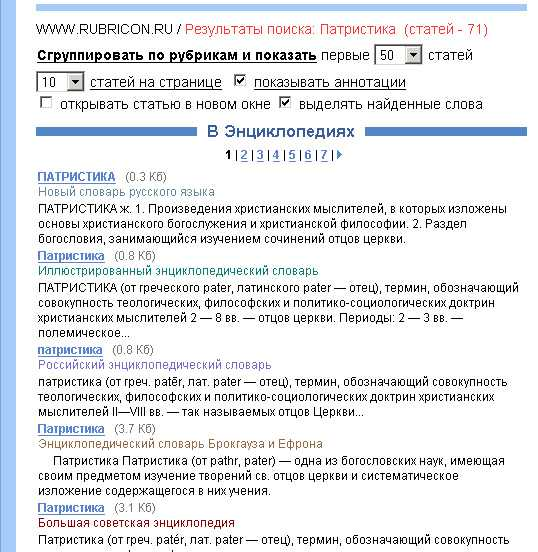 WWW.RUBRICON.RU / Результаты поиска: Патристика (статей - 71)
Сгруппировать по рубрикам и показать первые 50 статей
10 статей на странице показывать аннотации
открывать статью в новом окне выделять найденные слова
В Энциклопедиях
1 | 2 | 3 | 4 | 5 | 6 | 7 |
ПАТРИСТИКА (0.3 Кб)
Новый словарь русского языка
ПАТРИСТИКА ж. 1. Произведения христианских мыслителей, в которых изложены
основы христианского богослужения и христианской философии. 2. Раздел
богословия, занимающийся изучением сочинений отцов церкви.
Патристика (0.8 Кб)
Иллюстрированный энциклопедический словарь
ПАТРИСТИКА (от греческого pater, латинского pater — отец), термин, обозначающий
совокупность теологических, философских и политико-социологических доктрин
христианских мыслителей 2 — 8 вв. — отцов церкви. Периоды: 2 — 3 вв. —
полемическое...
патристика (0.8 Кб)
Российский энциклопедический словарь
патристика (от греч. patēr, лат. pater — отец), термин, обозначающий совокупность
теологических, философских и политико-социологических доктрин христианских
мыслителей II—VIII вв. — так называемых отцов Церкви...
Патристика (3.7 Кб)
Энциклопедический словарь Брокгауза и Ефрона
Патристика Патристика (от pathr, pater) — одна из богословских наук, имеющая
своим предметом изучение творений св. отцов церкви и систематическое
изложение содержащегося в них учения.
Патристика (3.1 Кб)
Большая советская энциклопедия
Патристика (от греч. patér, лат. pater — отец), термин, обозначающий совокупность